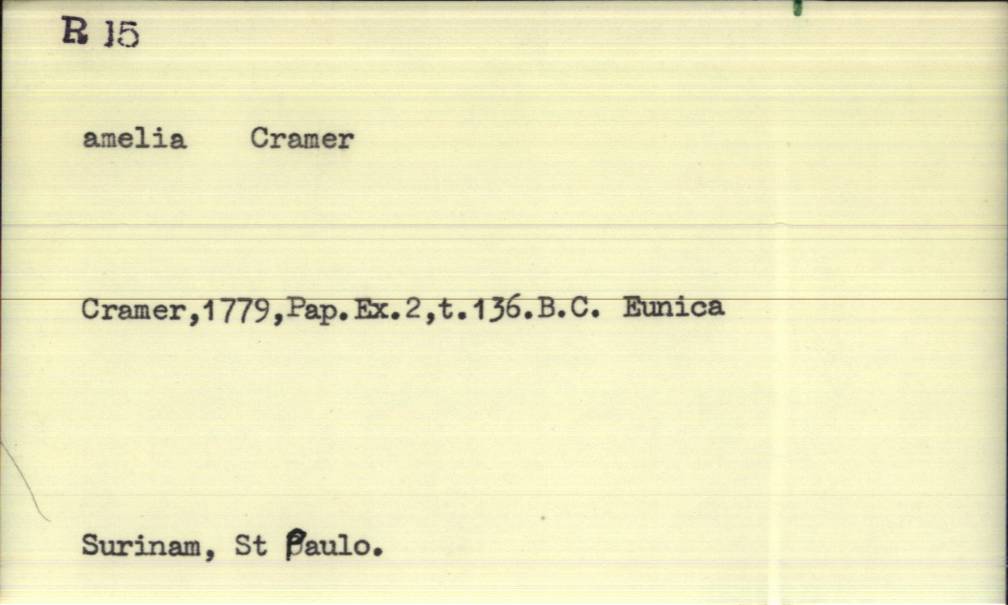 R 15
amelia Cramer
Cramer,1779,Pap.Ex.2,t.136.B.C. Eunica
Surinam, St Paulo.